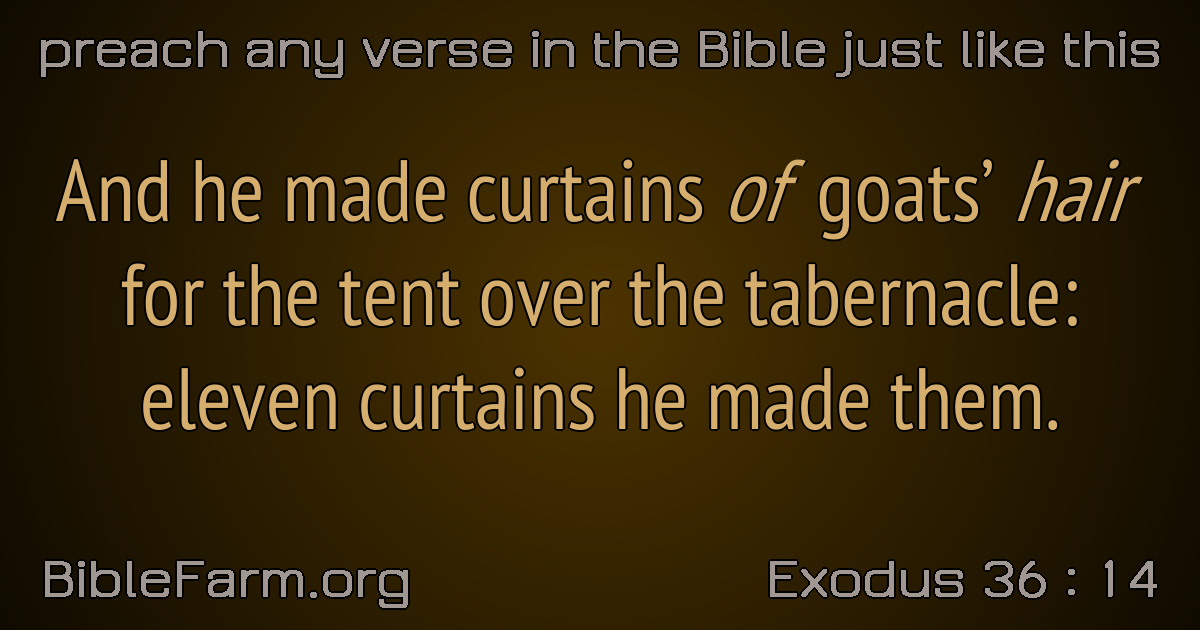 preach any verse in the Bible just like this
And he made curtains of goats’ hair
for the tent over the tabernacle:
eleven curtains he made them.
BibleFarm.org
Exodus 36 : 14